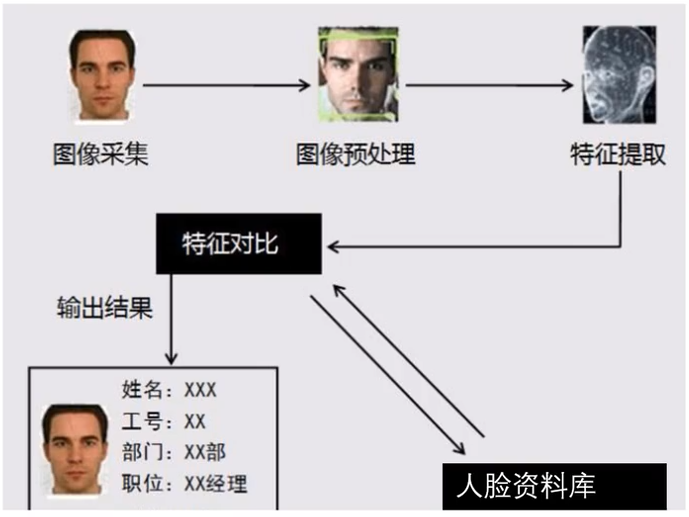 图像采集
图像预处理
特征提取
特征对比
输出结果
姓名：XXX
工号：XX
部门：XX部
职位：XX经理
人脸资料库